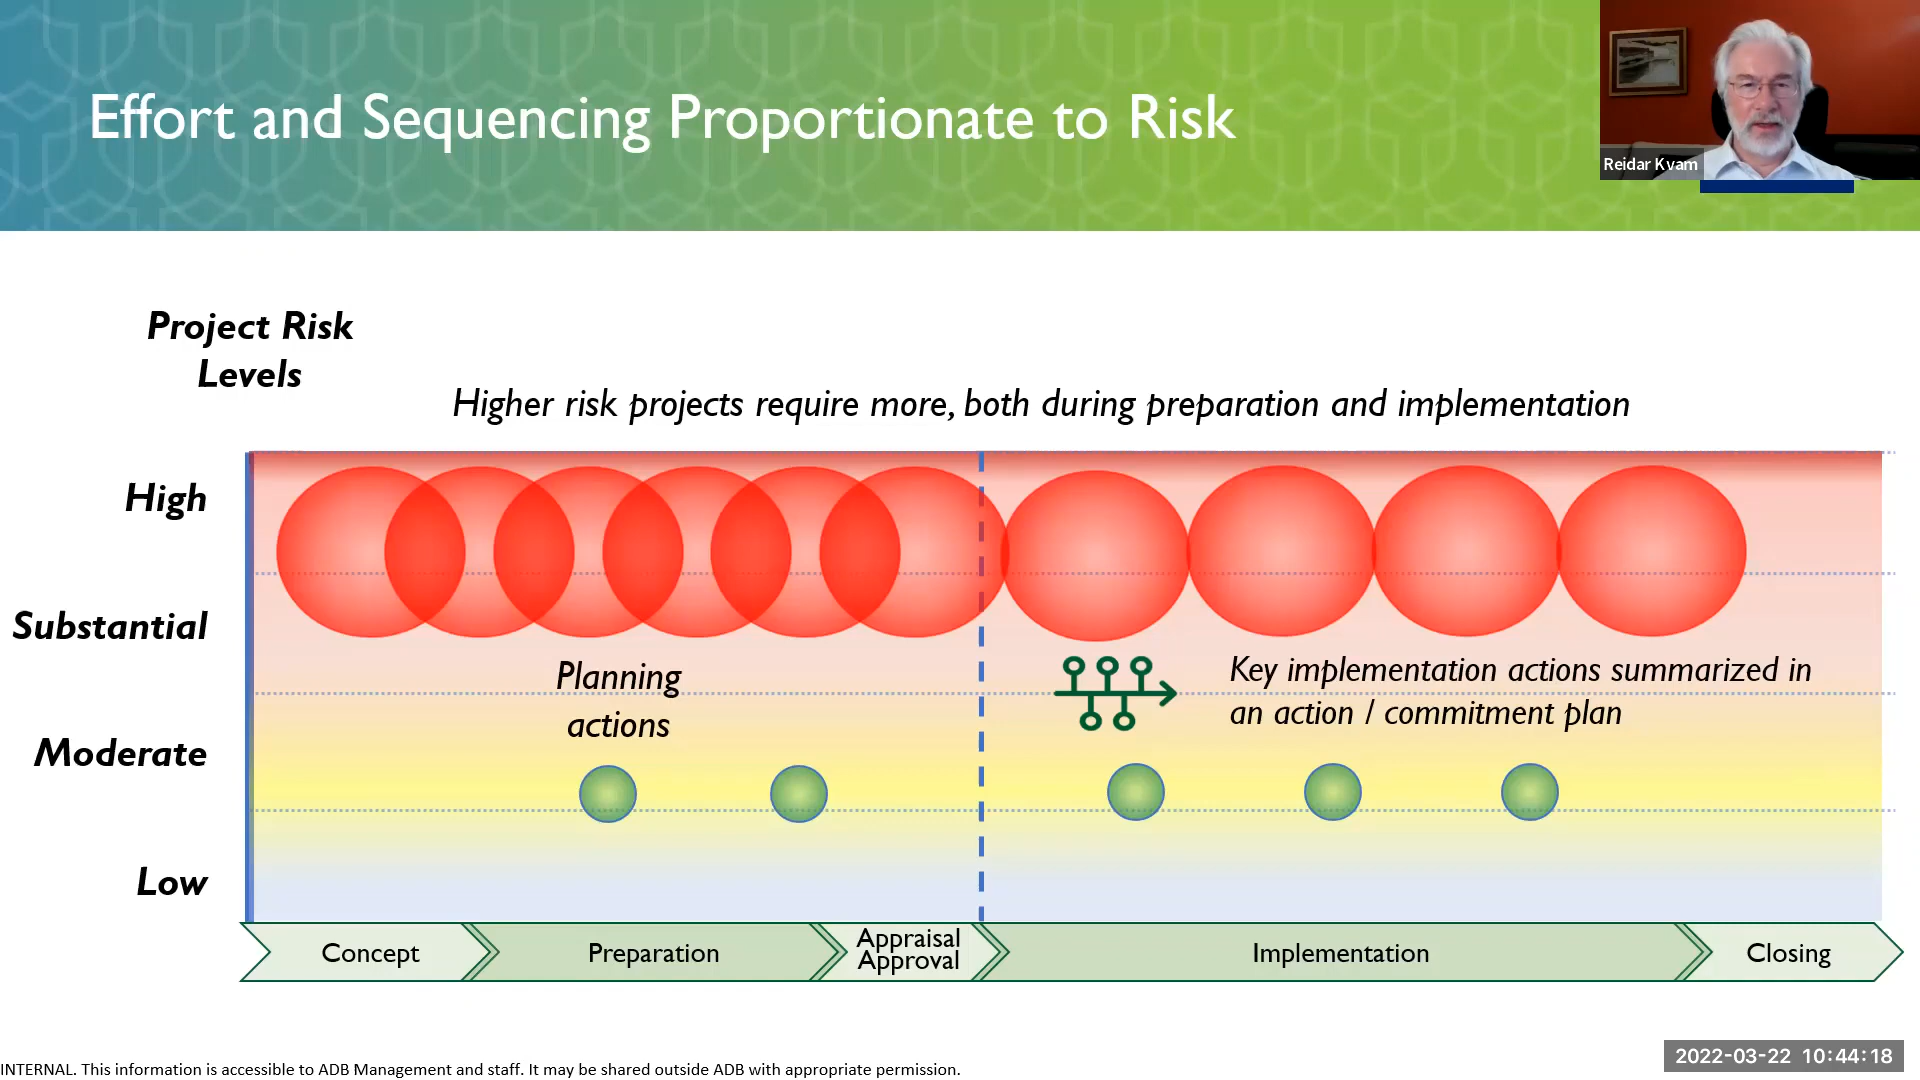 Effort and Sequencing Proportionate to Risk
Reidar Kvam
Project Risk
Levels
Higher risk projects require more, both during preparation and implementation
High
Substantial
Moderate
Low
Planning
actions
Key implementation actions summarized in
an action / commitment plan
Concept
Preparation
Appraisal
Approval
Implementation
Closing
INTERNAL. This information is accessible to ADB Management and staff. It may be shared outside ADB with appropriate permission.
2022-03-22 10:44:18